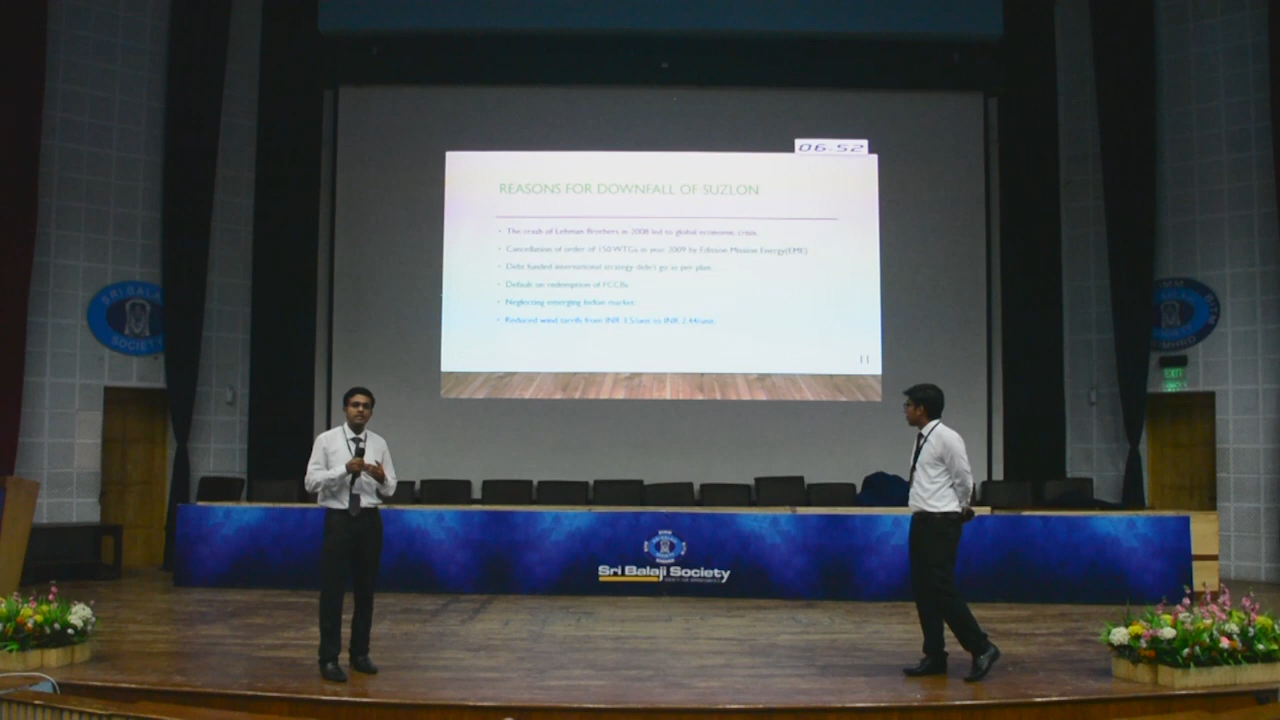 06:52
REASONS FOR DOWNFALL OF SUZLON
• The crash of Lehman Brothers in 2008 led to global economic crisis.
• Cancellation of order of 150 WTGs in year 2009 by Edisson Mission Energy(EME)
• Debt funded international strategy didn't go as per plan.
• Default on redemption of FCCBs
• Neglecting emerging Indian market.
• Reduced wind tarrifs from INR 3.5/unit to INR 2.44/unit.
11
SRI BALA
SOCIETY
EXIT
Sri Balaji Society